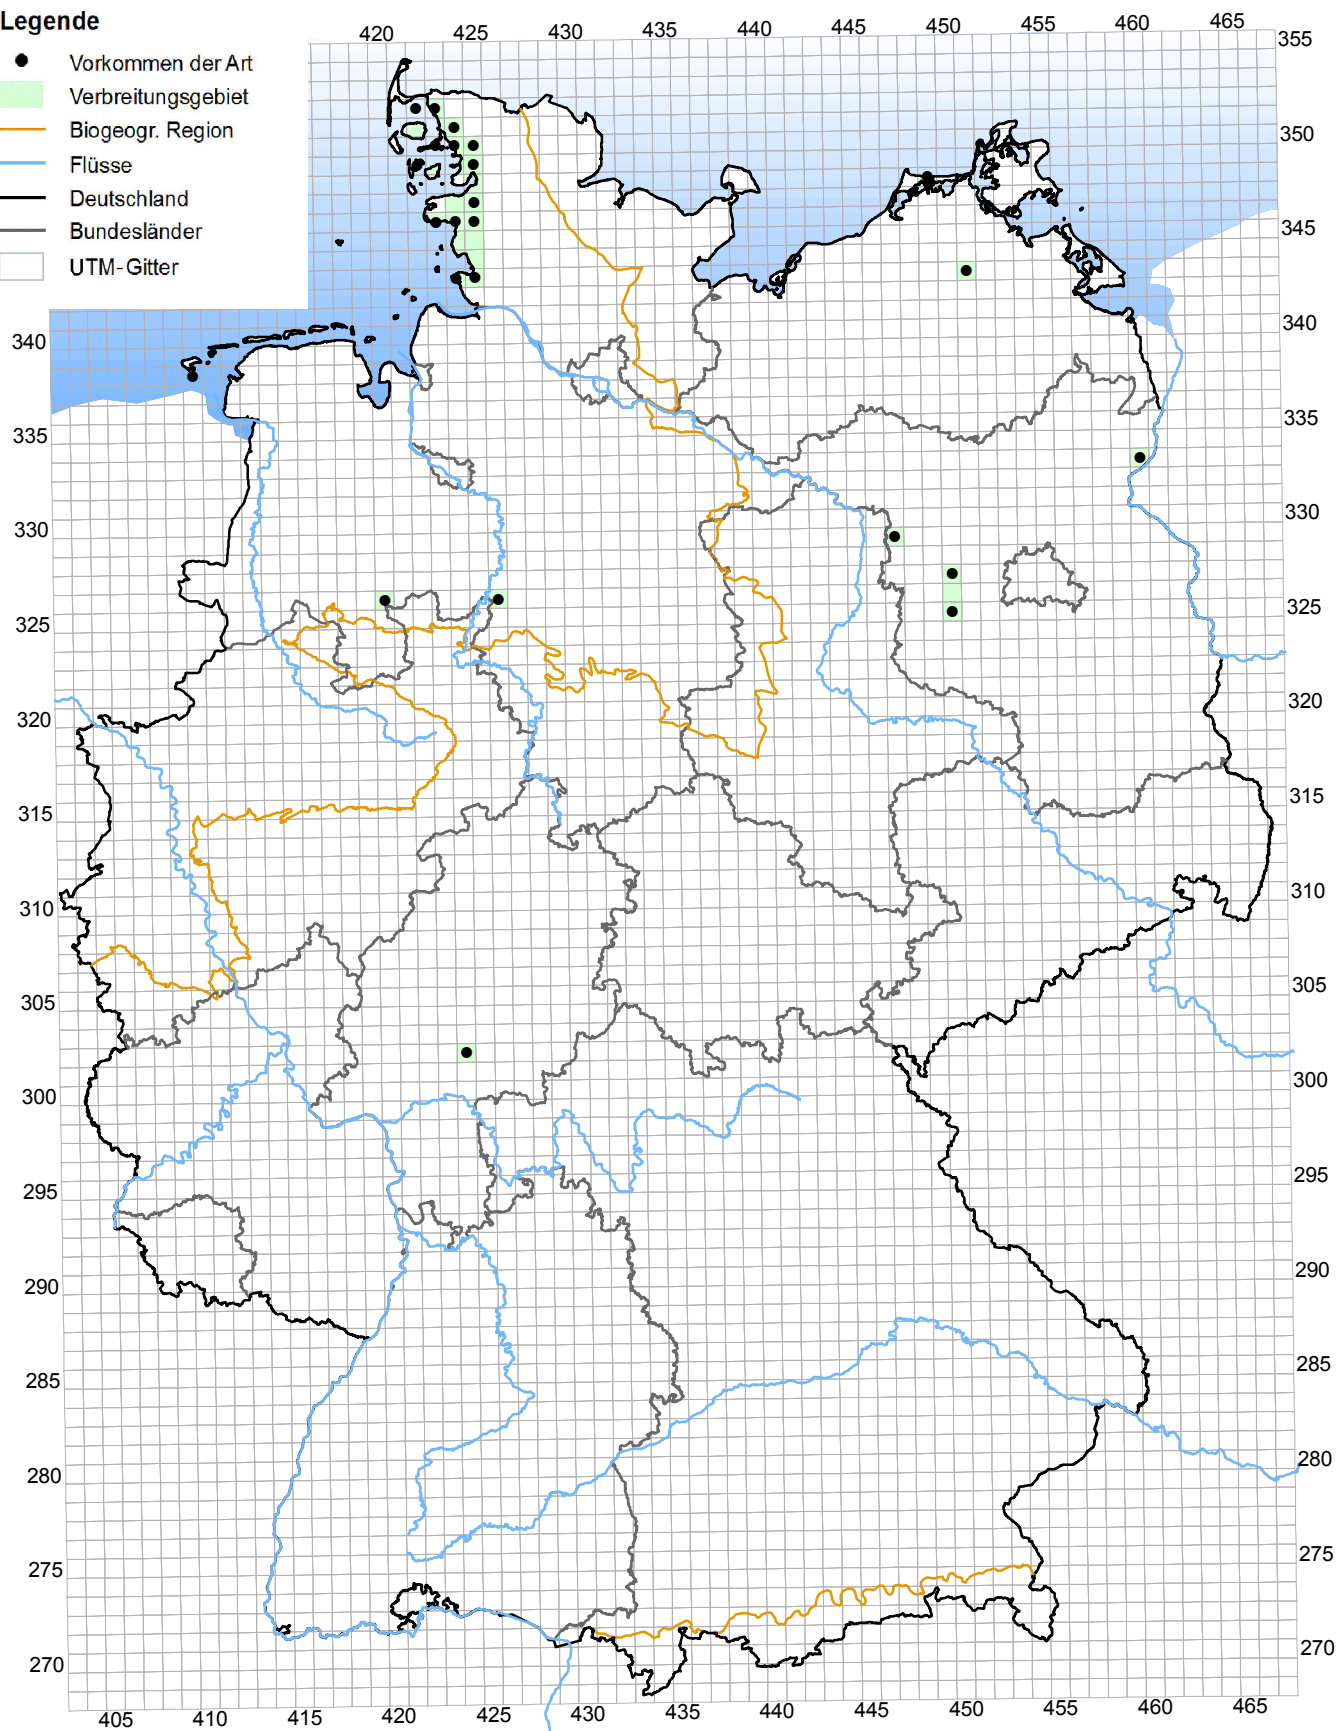 Legende
Vorkommen der Art
Verbreitungsgebiet
Biogeogr. Region
Flüsse
Deutschland
Bundesländer
UTM-Gitter
420 425 430 435 440 445 450 455 460 465
355
350
345
340 340
335 335
330 330
325 325
320 320
315 315
310 310
305 305
300 300
295 295
290 290
285 285
280 280
275 275
270 270
405 410 415 420 425 430 435 440 445 450 455 460 465